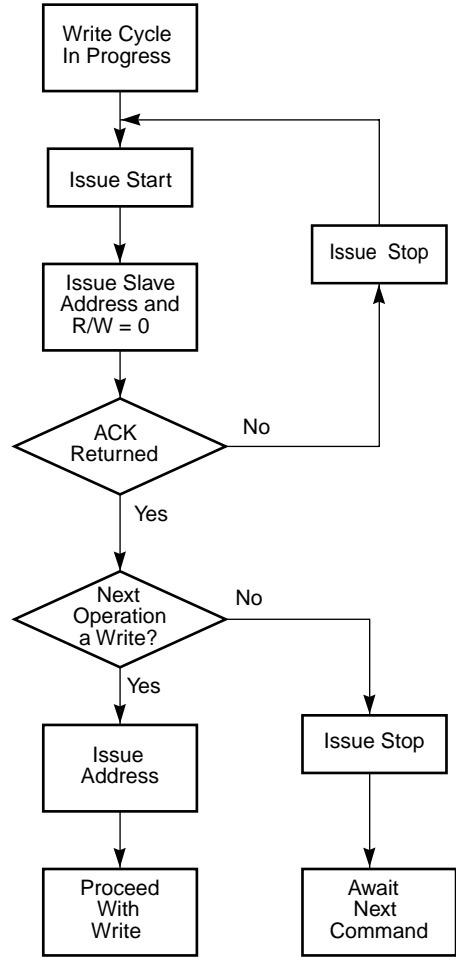 Write Cycle
In Progress
Issue Start
Issue Stop
Issue Slave
Address and
R/W = 0
ACK
Returned
No
Yes
Next
Operation
a Write?
No
Yes
Issue
Address
Issue Stop
Proceed
With
Write
Await
Next
Command